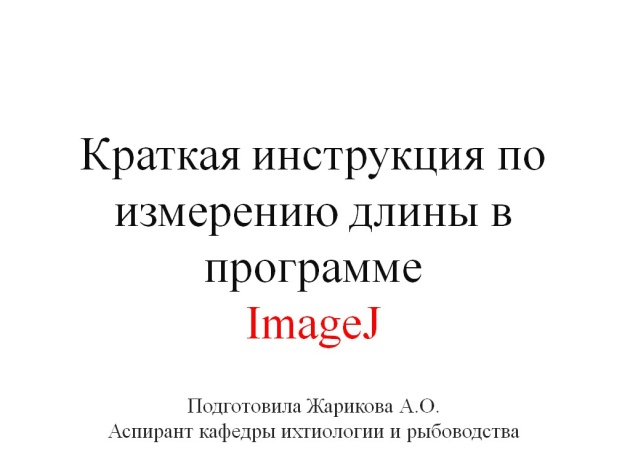 Краткая инструкция по
измерению длины в
программе
ImageJ
Подготовила Жарикова А.О.
Аспирант кафедры ихтиологии и рыбоводства